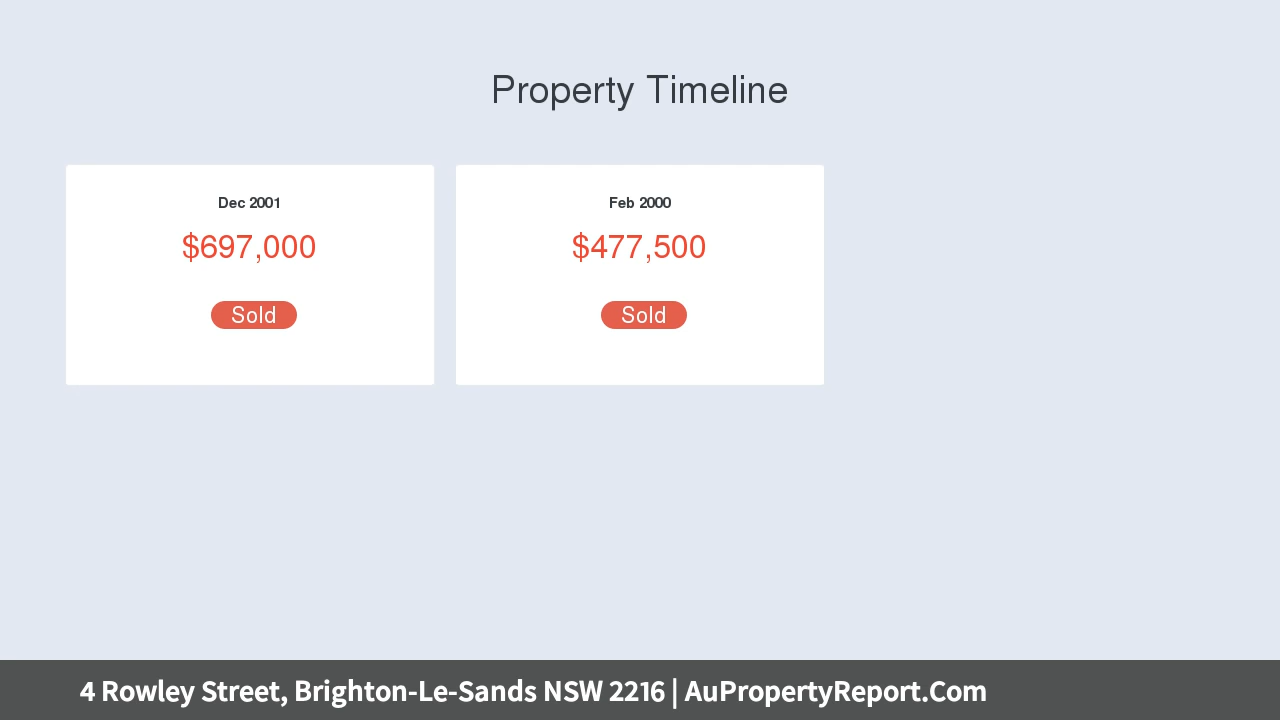 Property Timeline
Dec 2001
$697,000
Sold
Feb 2000
$477,500
Sold
4 Rowley Street, Brighton-Le-Sands NSW 2216 | AuPropertyReport.Com